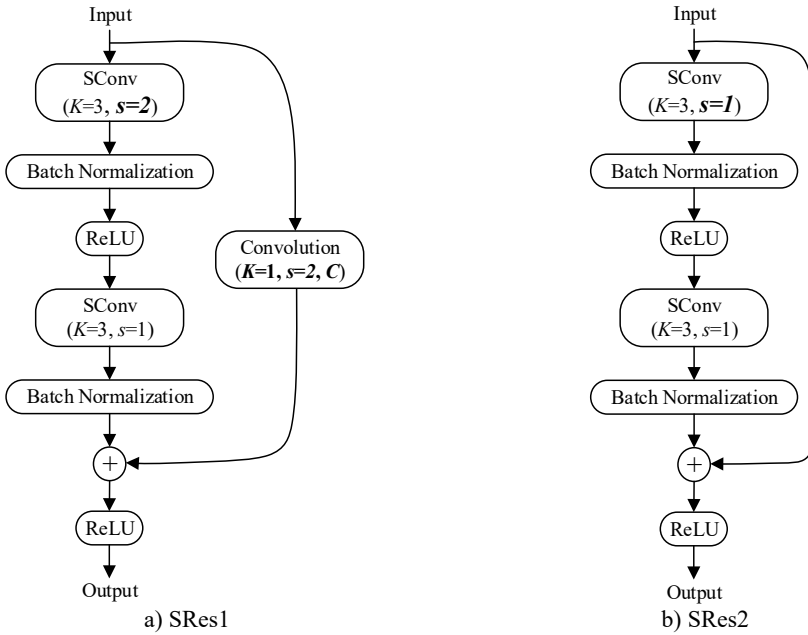 Input
SConv
(K=3, s=2)
Batch Normalization
ReLU
Convolution
(K=1, s=2, C)
SConv
(K=3, s=1)
Batch Normalization
+
ReLU
Output
a) SRes1
Input
SConv
(K=3, s=1)
Batch Normalization
ReLU
SConv
(K=3, s=1)
Batch Normalization
+
ReLU
Output
b) SRes2